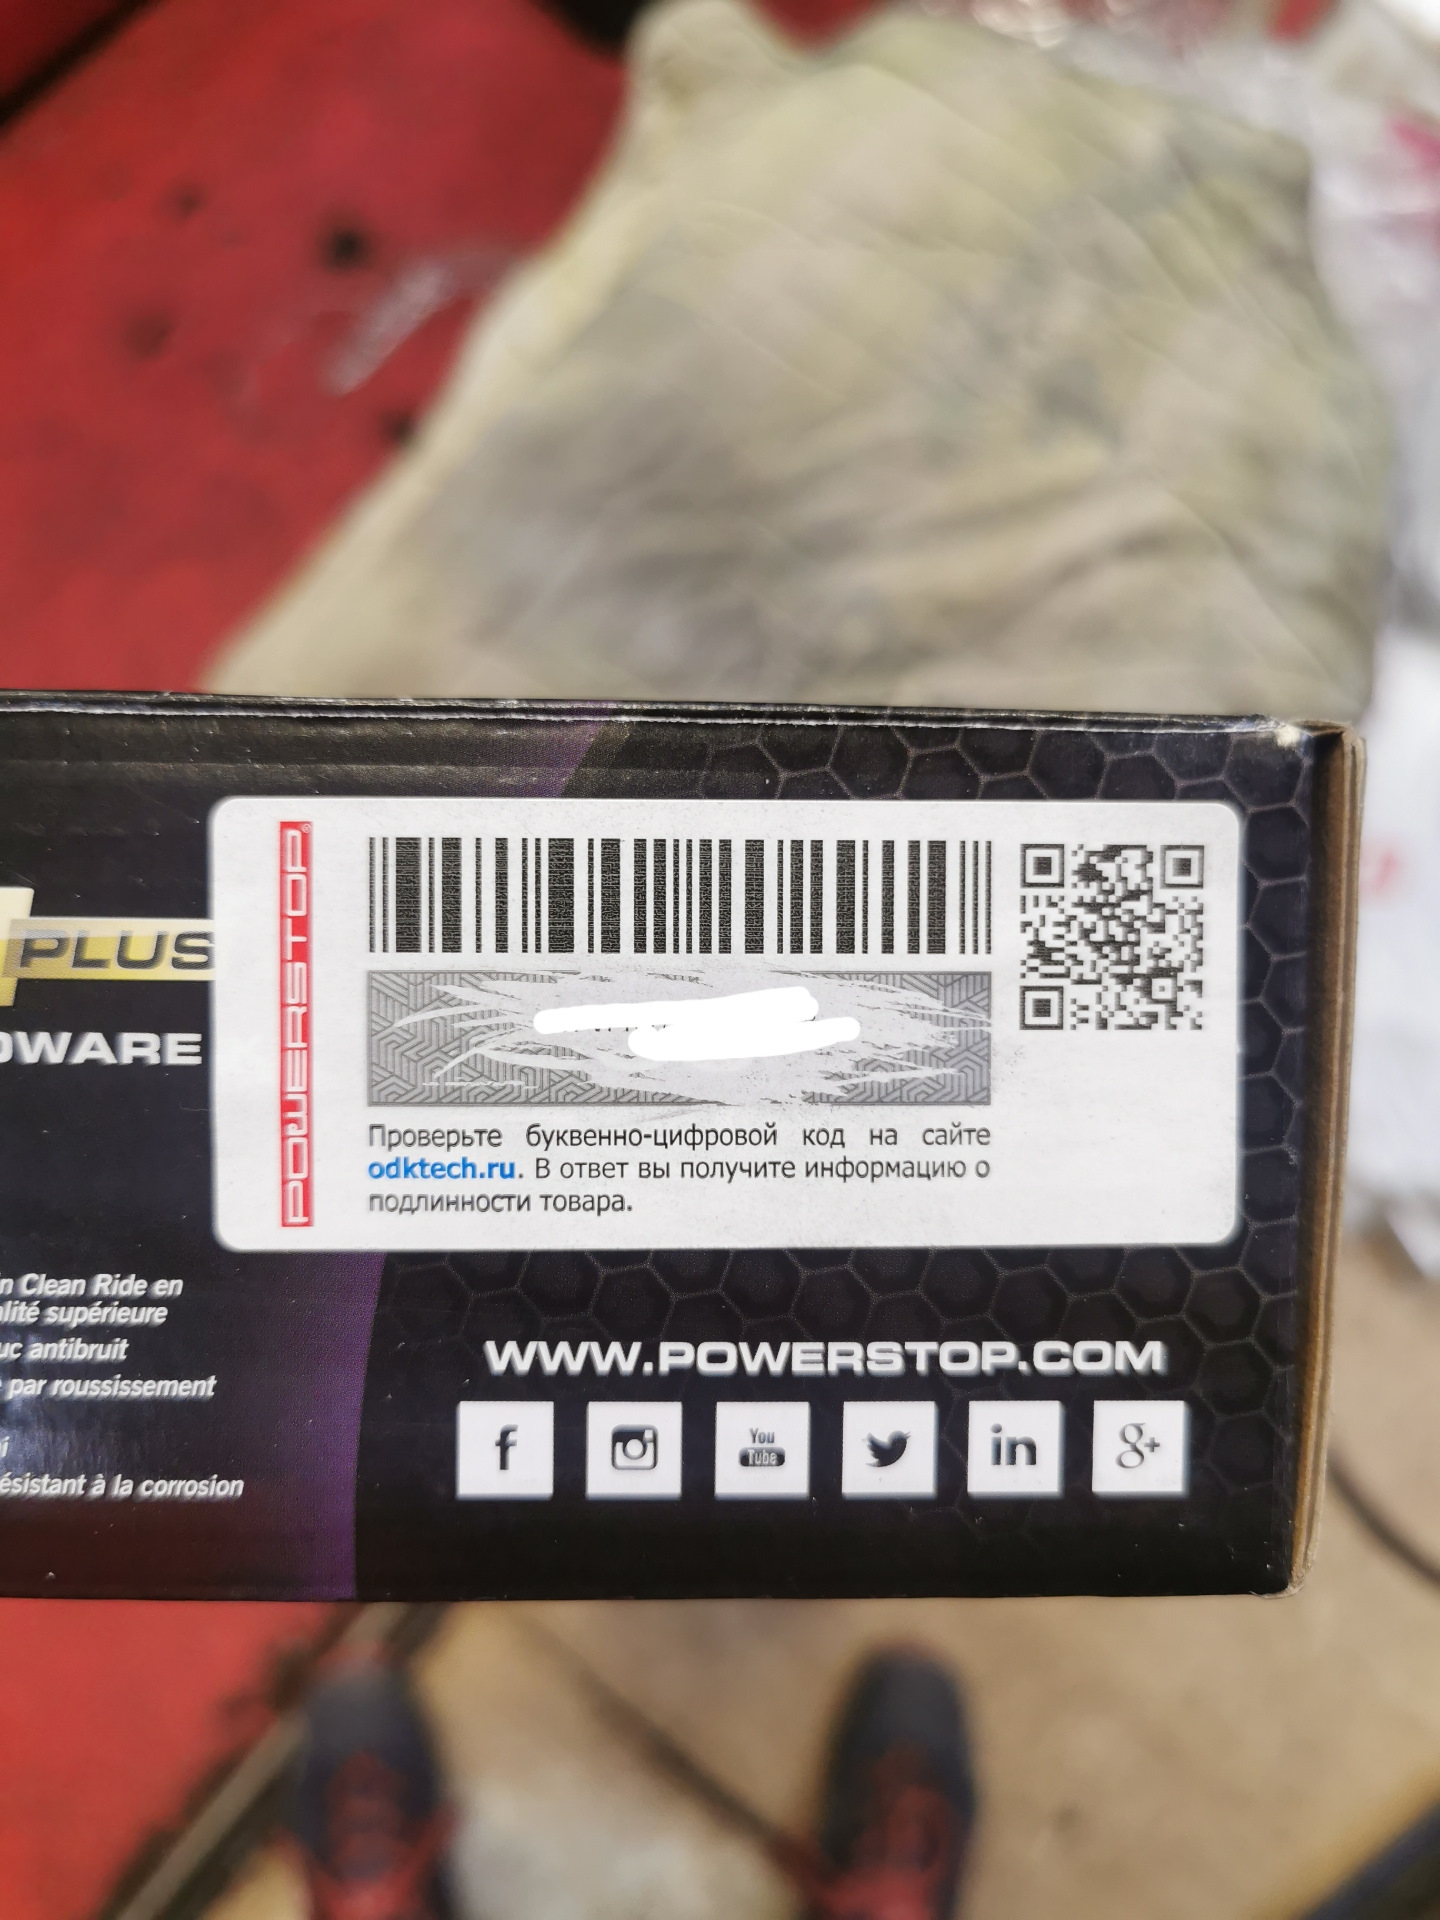 PLUS
DWARE
POWERSTOP®
Проверьте буквенно-цифровой код на сайте
odktech.ru. В ответ вы получите информацию о
подлинности товара.
n Clean Ride en
alité supérieure
uc antibruit
par roussissement
ésistant à la corrosion
WWW.POWERSTOP.COM
f
You
Tube
in
g+